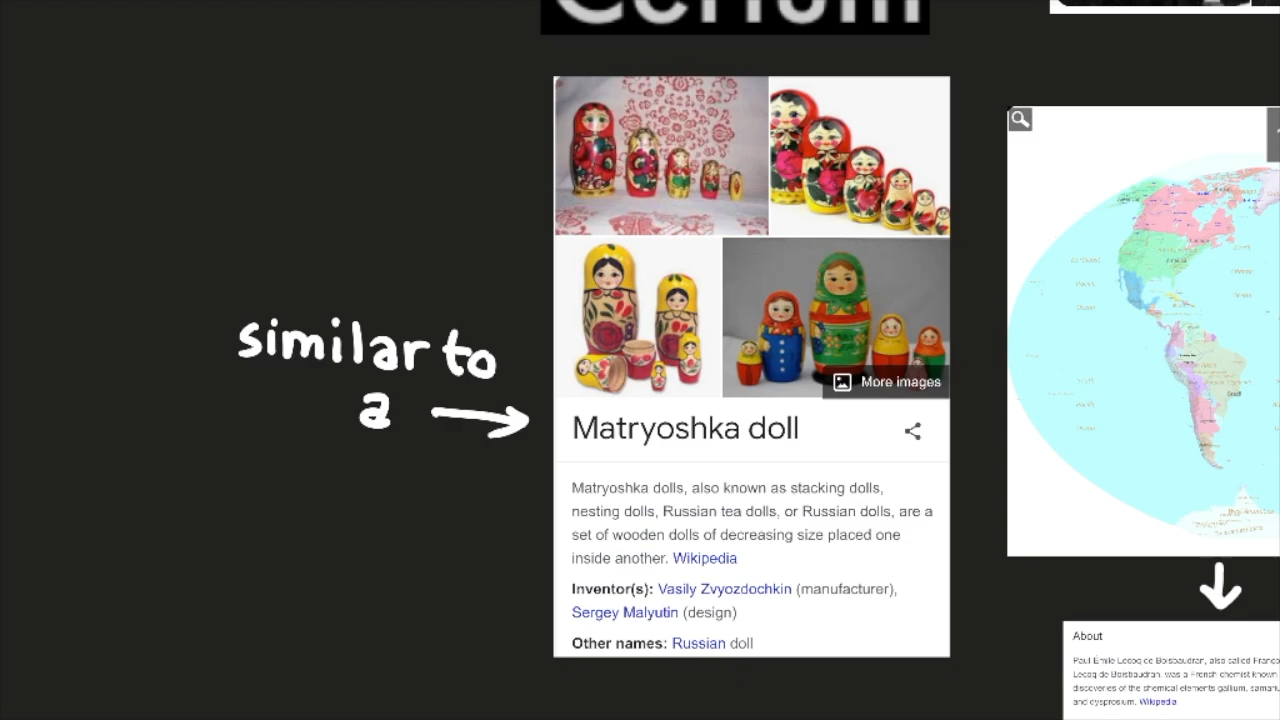 Cerium
similar to
a
More images
Matryoshka doll
Matryoshka dolls, also known as stacking dolls,
nesting dolls, Russian tea dolls, or Russian dolls, are a
set of wooden dolls of decreasing size placed one
inside another. Wikipedia
Inventor(s): Vasily Zvyozdochkin (manufacturer),
Sergey Malyutin (design)
Other names: Russian doll
About
Paul Émile Lecoq de Boisbaudran, also called Franço
Lecoq de Boisbaudran, was a French chemist known
discoveries of the chemical elements gallium, samariu
and dysprosium. Wikipedia